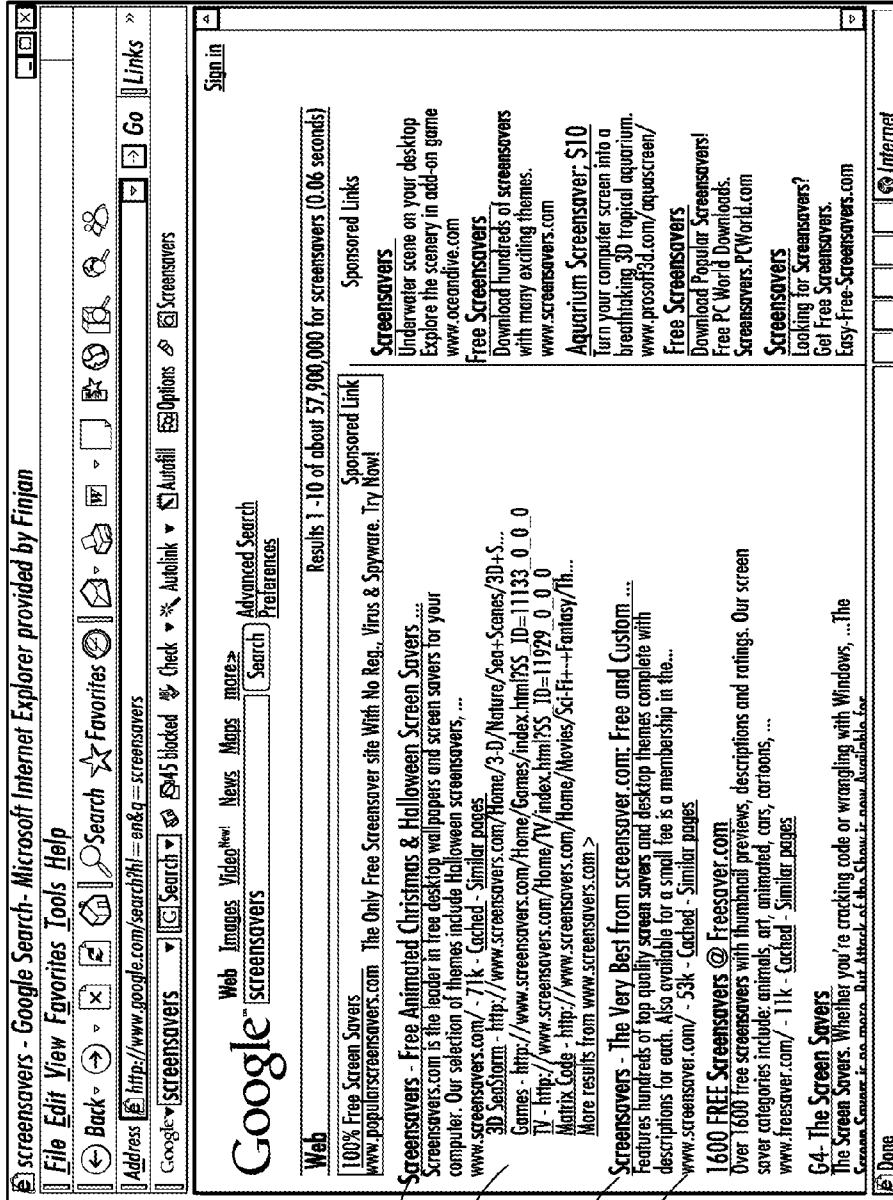 screensavers - Google Search- Microsoft Internet Explorer provided by Finjan
File Edit View Favorites Tools Help
Back Search Favorites W
Address http://www.google.com/search?hl=en&q=screensavers Go Links »
Google screensavers G Search 45 blocked Check Autolink Autofill Options Screensavers
Sign in
Web Images Video New! News Maps more»
Google™ screensavers Search Advanced Search
Preferences
Web Results 1 -10 of about 57,900,000 for screensavers (0.06 seconds)
100% Free Screen Savers Sponsored Link
www.popularscreensavers.com The Only Free Screensaver site With No Reg., Virus & Spyware. Try Now!
Screensavers - Free Animated Christmas & Halloween Screen Savers ...
Screensavers.com is the leader in free desktop wallpapers and screen savers for your
computer. Our selection of themes include Halloween screensavers, ...
www.screensavers.com/ - 71k - Cached - Similar pages
3D SeaStorm - http://www.screensavers.com/Home/3-D/Nature/Sea+Scenes/3D+S...
Games - http://www.screensavers.com/Home/Games/index.html?SS_ID=11133_0_0_0
TV - http://www.screensavers.com/Home/TV/index.html?SS_ID=11929_0_0_0
Matrix Code - http://www.screensavers.com/Home/Movies/Sci-Fi+-+Fantasy/Th...
More results from www.screensavers.com >
Screensavers - The Very Best from screensaver.com: Free and Custom ...
Features hundreds of top quality screen savers and desktop themes complete with
descriptions for each. Also available for a small fee is a membership in the...
www.screensaver.com/ - 53k - Cached - Similar pages
1600 FREE Screensavers @ Freesaver.com
Over 1600 free screensavers with thumbnail previews, descriptions and ratings. Our screen
saver categories include: animals, art, animated, cars, cartoons, ...
www.freesaver.com/ - 11k - Cached - Similar pages
G4- The Screen Savers
The Screen Savers. Whether you're cracking code or wrangling with Windows, ...The
Screen Savers is no more. But Attack of the Show is now Available for
Sponsored Links
Screensavers
Underwater scene on your desktop
Explore the scenery in add-on game
www.oceandive.com
Free Screensavers
Download hundreds of screensavers
with many exciting themes.
www.screensavers.com
Aquarium Screensaver; $10
Turn your computer screen into a
breathtaking 3D tropical aquarium.
www.prosoft3d.com/aquascreen/
Free Screensavers
Download Popular Screensavers!
Free PC World Downloads.
Screensavers.PCWorld.com
Screensavers
Looking for Screensavers?
Get Free Screensavers.
Easy-Free-Screensavers.com
Done Internet